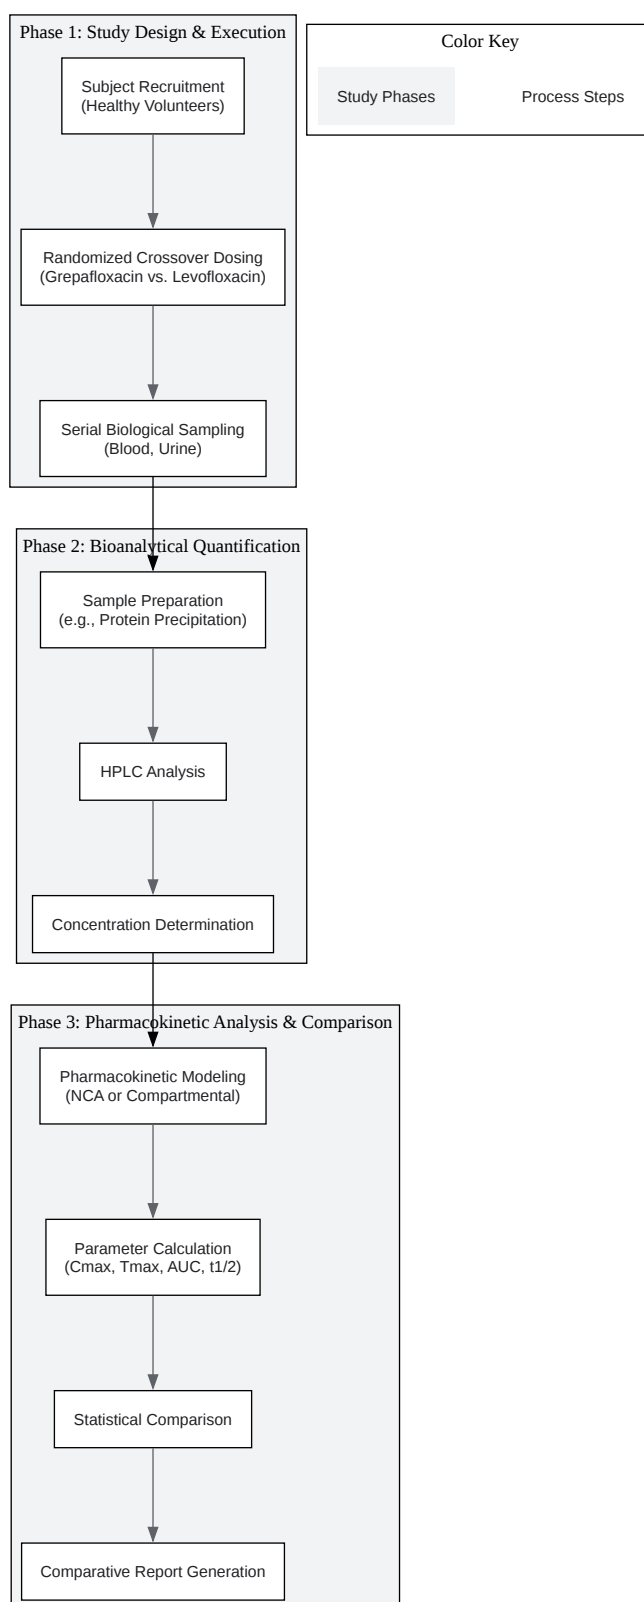 Phase 1: Study Design & Execution
Subject Recruitment
(Healthy Volunteers)
Randomized Crossover Dosing
(Grepafloxacin vs. Levofloxacin)
Serial Biological Sampling
(Blood, Urine)
Color Key
Study Phases
Process Steps
Phase 2: Bioanalytical Quantification
Sample Preparation
(e.g., Protein Precipitation)
HPLC Analysis
Concentration Determination
Phase 3: Pharmacokinetic Analysis & Comparison
Pharmacokinetic Modeling
(NCA or Compartmental)
Parameter Calculation
(Cmax, Tmax, AUC, t1/2)
Statistical Comparison
Comparative Report Generation